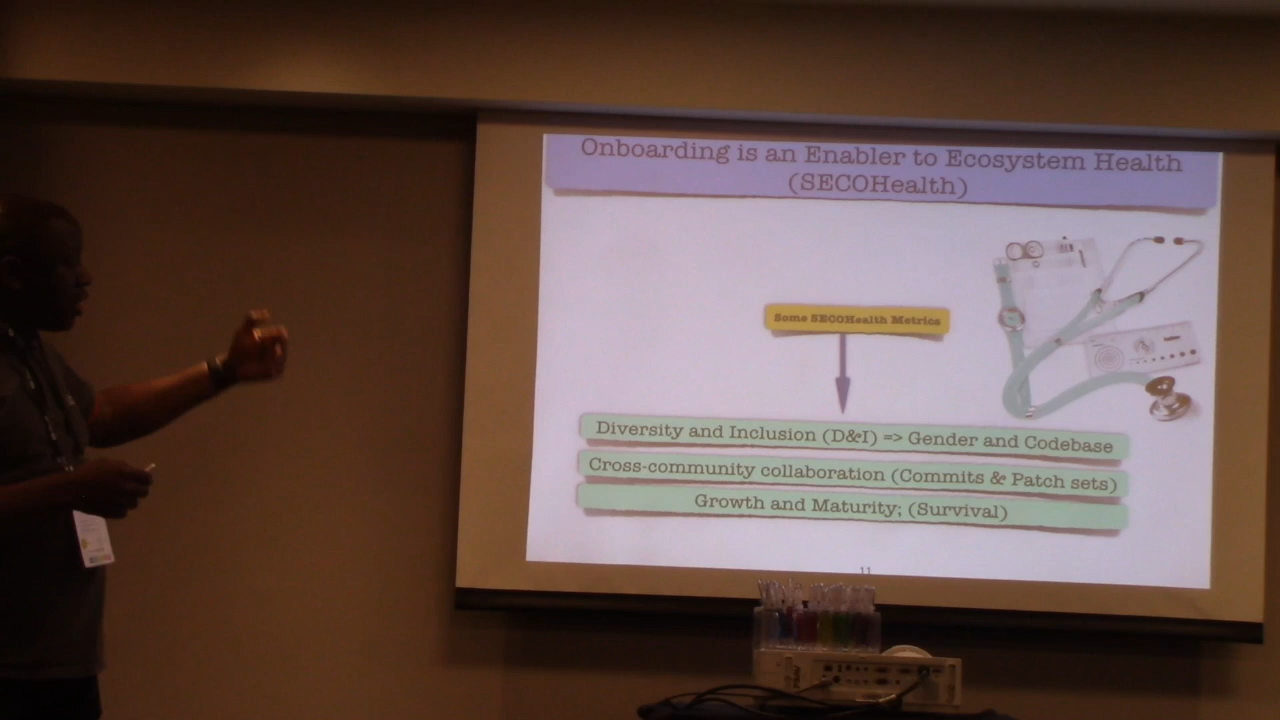 Onboarding is an Enabler to Ecosystem Health
(SECOHealth)
Some SECOHealth Metrics
Diversity and Inclusion (D&I) => Gender and Codebase
Cross-community collaboration (Commits & Patch sets)
Growth and Maturity; (Survival)
11